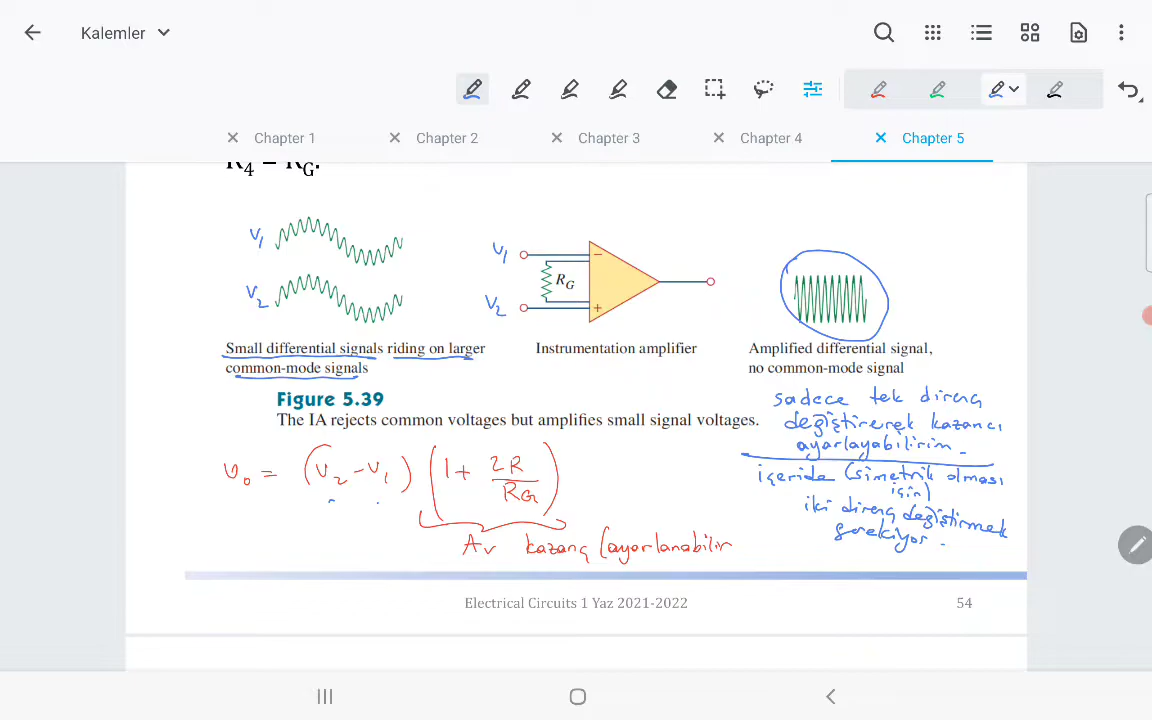 Kalemler
Chapter 1
Chapter 2
Chapter 3
Chapter 4
Chapter 5
R4 = RG.
V1
V2
V1
V2
RG
−
+
Small differential signals riding on larger
common-mode signals
Instrumentation amplifier
Amplified differential signal,
no common-mode signal
Figure 5.39
The IA rejects common voltages but amplifies small signal voltages.
sadece tek direnç
değiştirerek kazancı
ayarlayabilirim.
içeride (simetrik olması
için)
iki direnç değiştirmek
gerekiyor.
υo = (V2 − V1) (1 + 2R/RG)
Av kazanç (ayarlanabilir
Electrical Circuits 1 Yaz 2021-2022
54